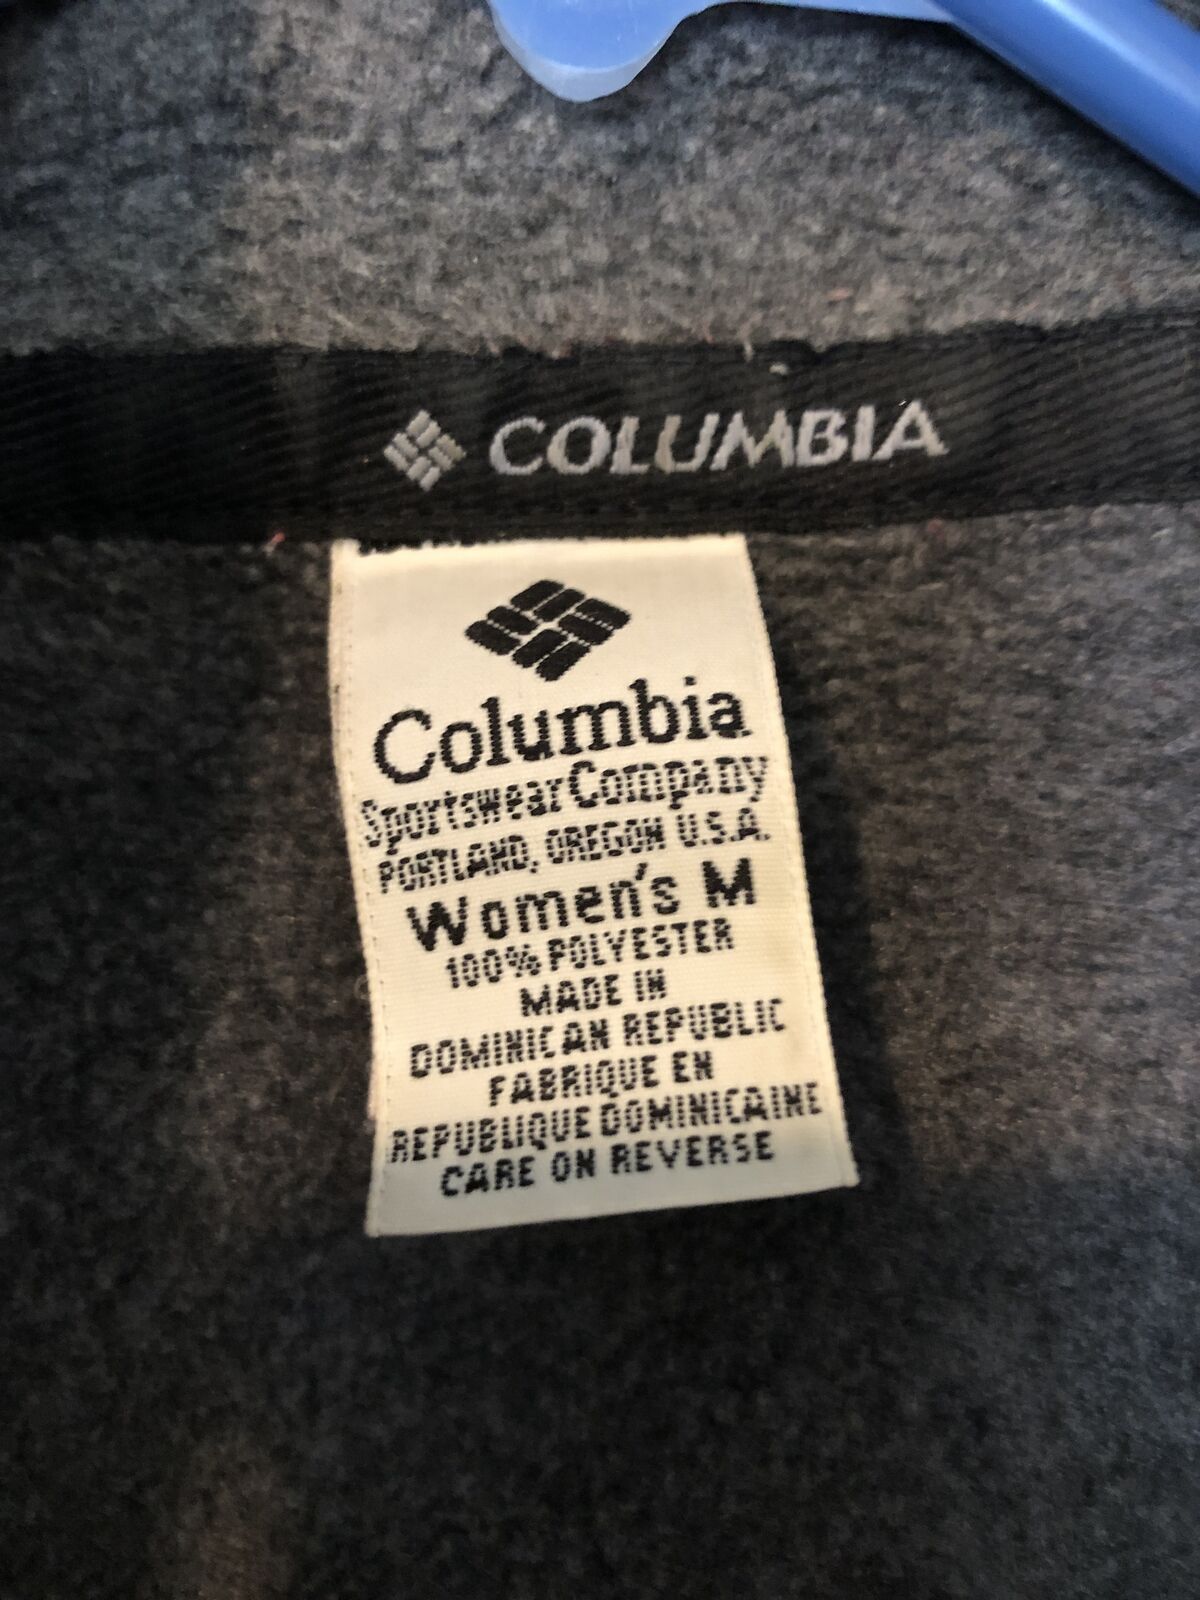 COLUMBIA
Columbia
Sportswear Company
PORTLAND, OREGON U.S.A.
Women's M
100% POLYESTER
MADE IN
DOMINICAN REPUBLIC
FABRIQUE EN
REPUBLIQUE DOMINICAINE
CARE ON REVERSE